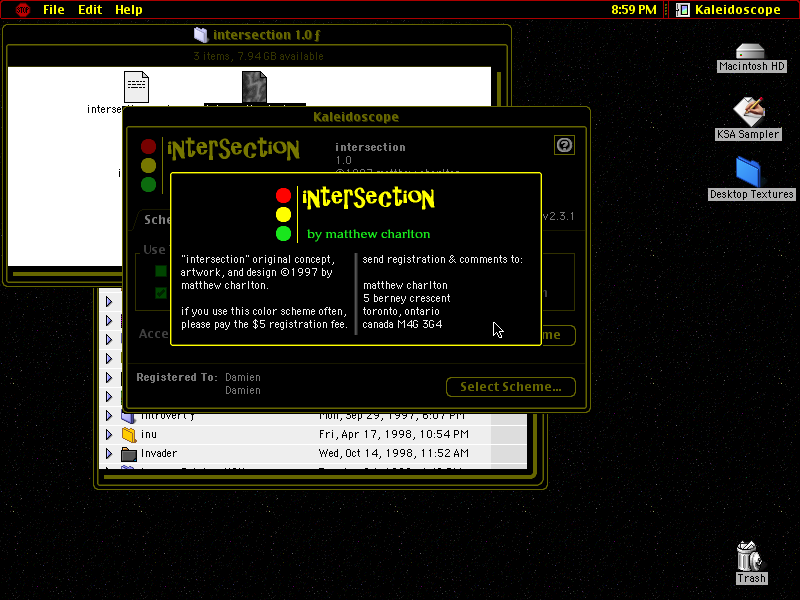 File Edit Help
8:59 PM
Kaleidoscope
intersection 1.0 ƒ
3 items, 7.94 GB available
Kaleidoscope
intersection
intersection
1.0
©1997 matthew charlton
v2.3.1
intersection
by matthew charlton
"intersection" original concept,
artwork, and design ©1997 by
matthew charlton.
if you use this color scheme often,
please pay the $5 registration fee.
send registration & comments to:
matthew charlton
5 berney crescent
toronto, ontario
canada M4G 3G4
Use
Registered To: Damien
Damien
Select Scheme...
introvert ƒ Mon, Sep 29, 1997, 6:07 PM
inu Fri, Apr 17, 1998, 10:54 PM
Invader Wed, Oct 14, 1998, 11:52 AM
Macintosh HD
KSA Sampler
Desktop Textures
Trash